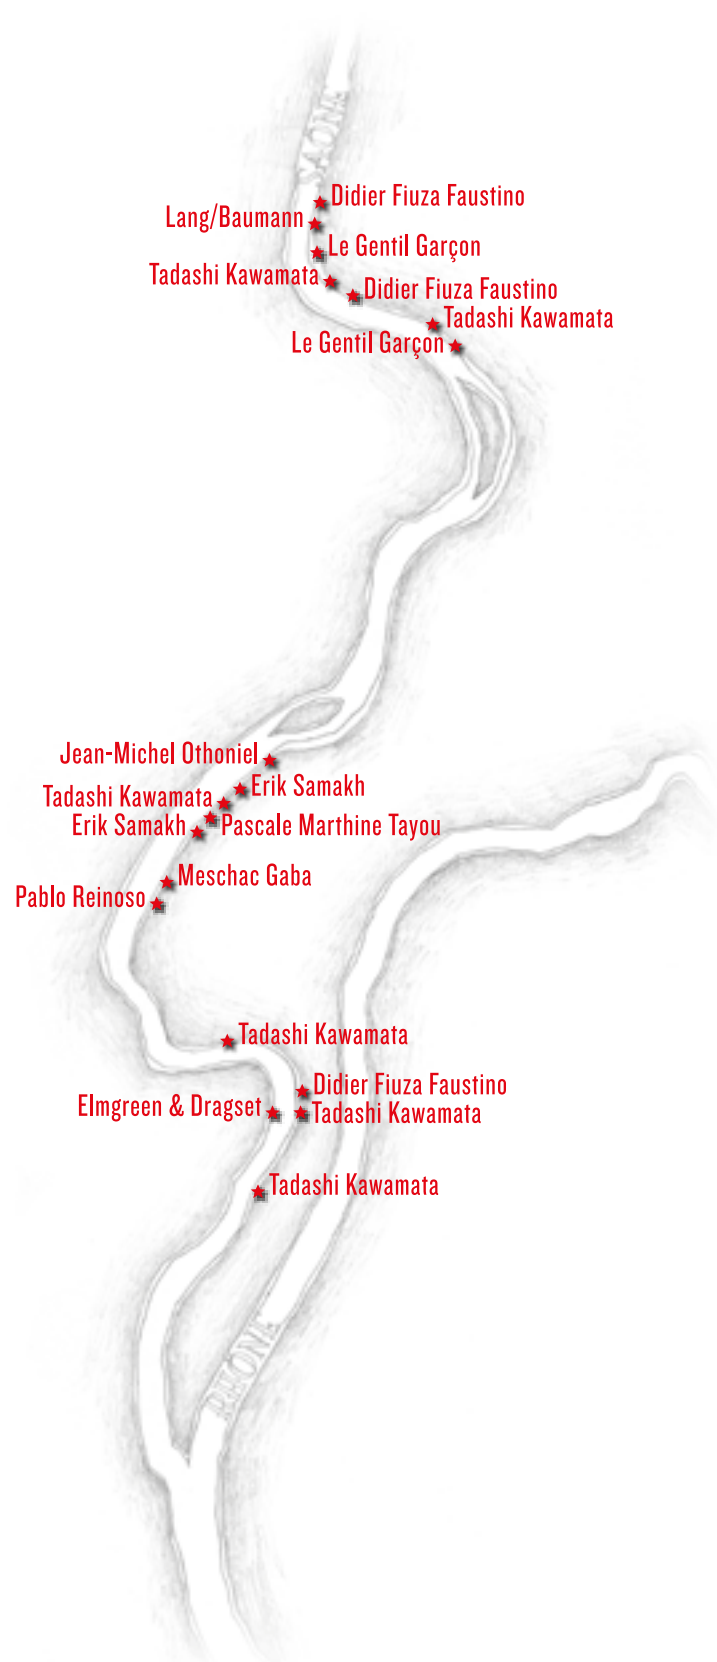 SAÔNE
Didier Fiuza Faustino
Lang/Baumann
Le Gentil Garçon
Tadashi Kawamata
Didier Fiuza Faustino
Tadashi Kawamata
Le Gentil Garçon
Jean-Michel Othoniel
Erik Samakh
Tadashi Kawamata
Erik Samakh
Pascale Marthine Tayou
Meschac Gaba
Pablo Reinoso
Tadashi Kawamata
Didier Fiuza Faustino
Elmgreen & Dragset
Tadashi Kawamata
Tadashi Kawamata
RHONE